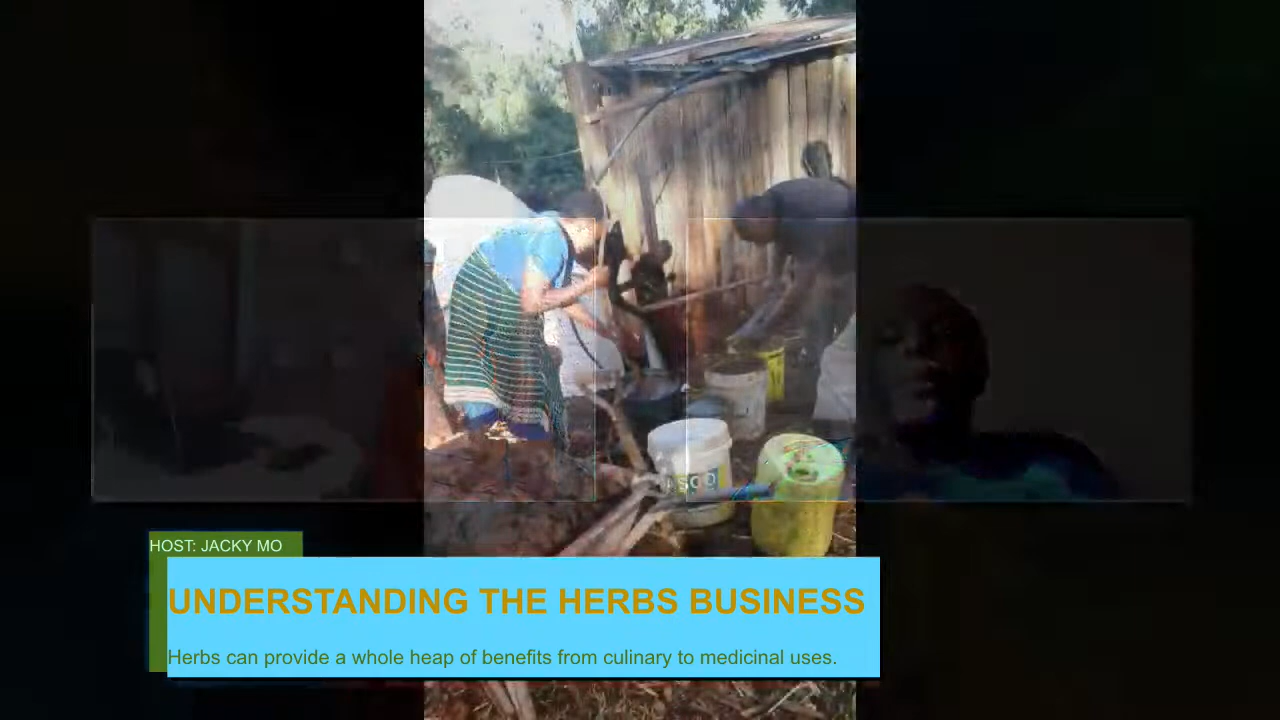 ASCO
HOST: JACKY MO
UNDERSTANDING THE HERBS BUSINESS
Herbs can provide a whole heap of benefits from culinary to medicinal uses.